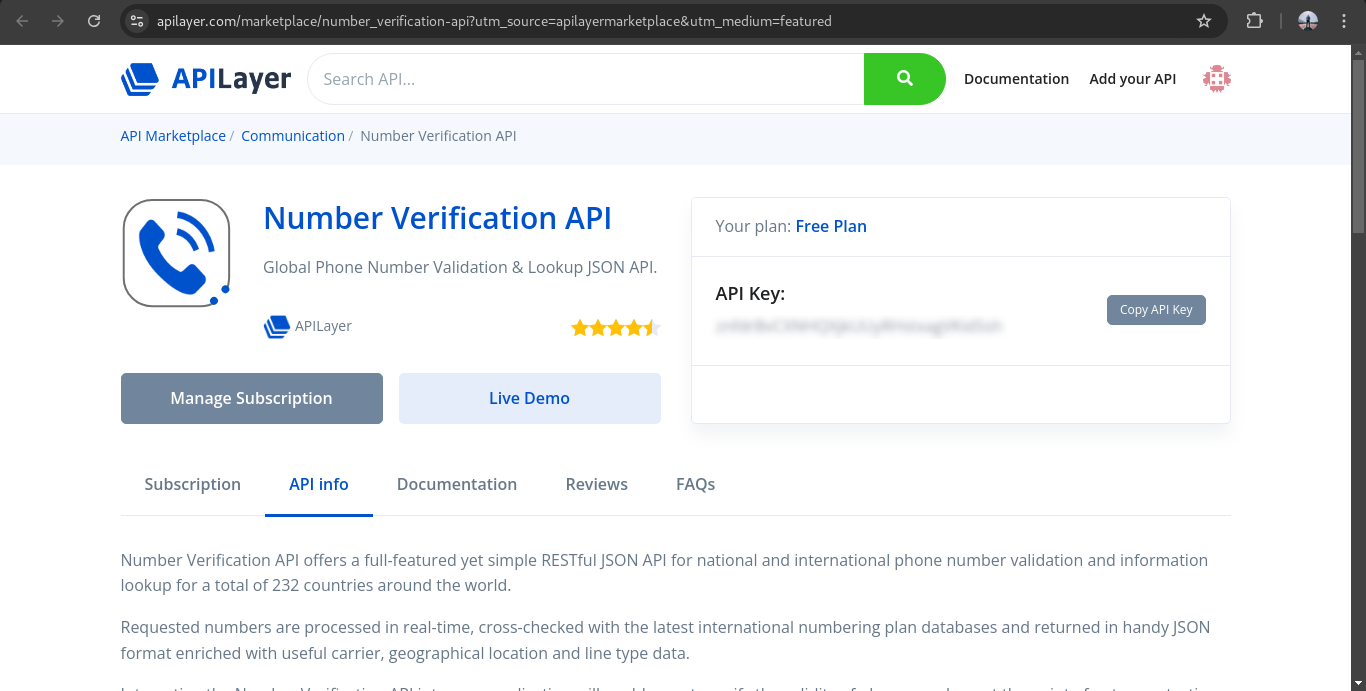 apilayer.com/marketplace/number_verification-api?utm_source=apilayermarketplace&utm_medium=featured
APILayer
Search API...
Documentation
Add your API
API Marketplace / Communication / Number Verification API
Number Verification API
Global Phone Number Validation & Lookup JSON API.
APILayer
Manage Subscription
Live Demo
Your plan: Free Plan
API Key:
Copy API Key
Subscription
API info
Documentation
Reviews
FAQs
Number Verification API offers a full-featured yet simple RESTful JSON API for national and international phone number validation and information
lookup for a total of 232 countries around the world.
Requested numbers are processed in real-time, cross-checked with the latest international numbering plan databases and returned in handy JSON
format enriched with useful carrier, geographical location and line type data.